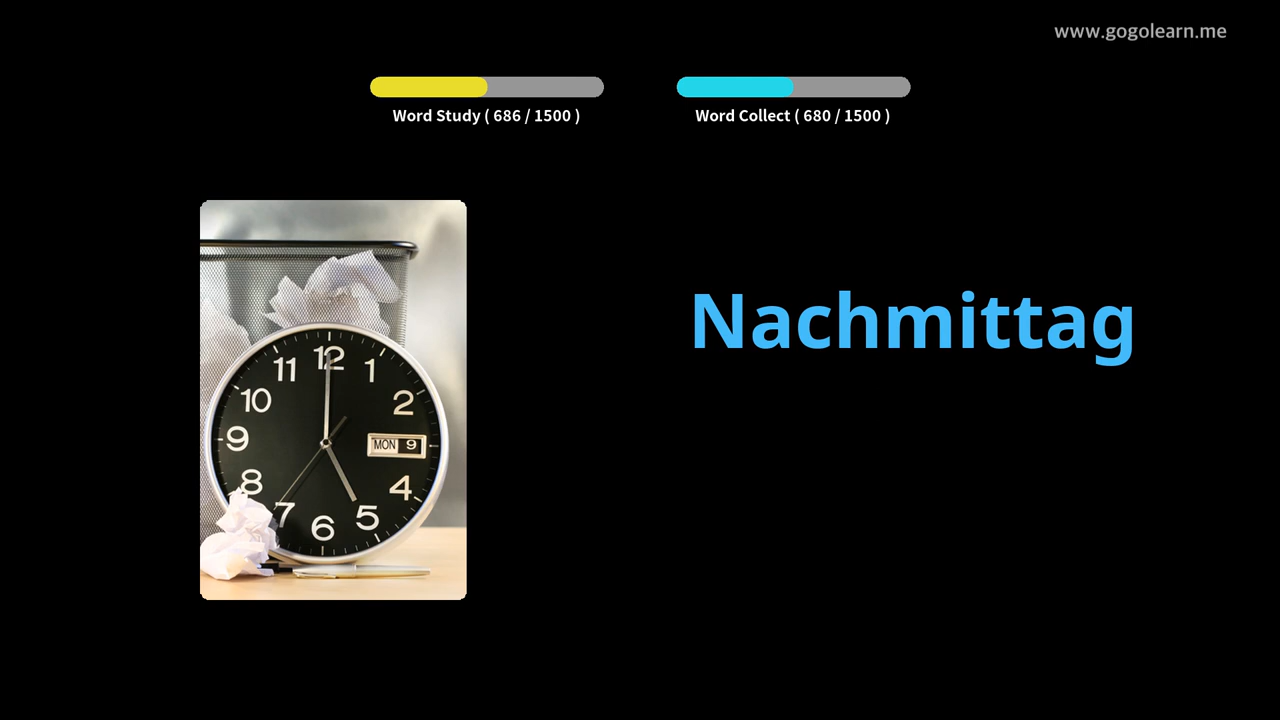 www.gogolearn.me
Word Study ( 686 / 1500 )
Word Collect ( 680 / 1500 )
Nachmittag
12
11
1
10
2
9
MON 9
8
4
7
5
6